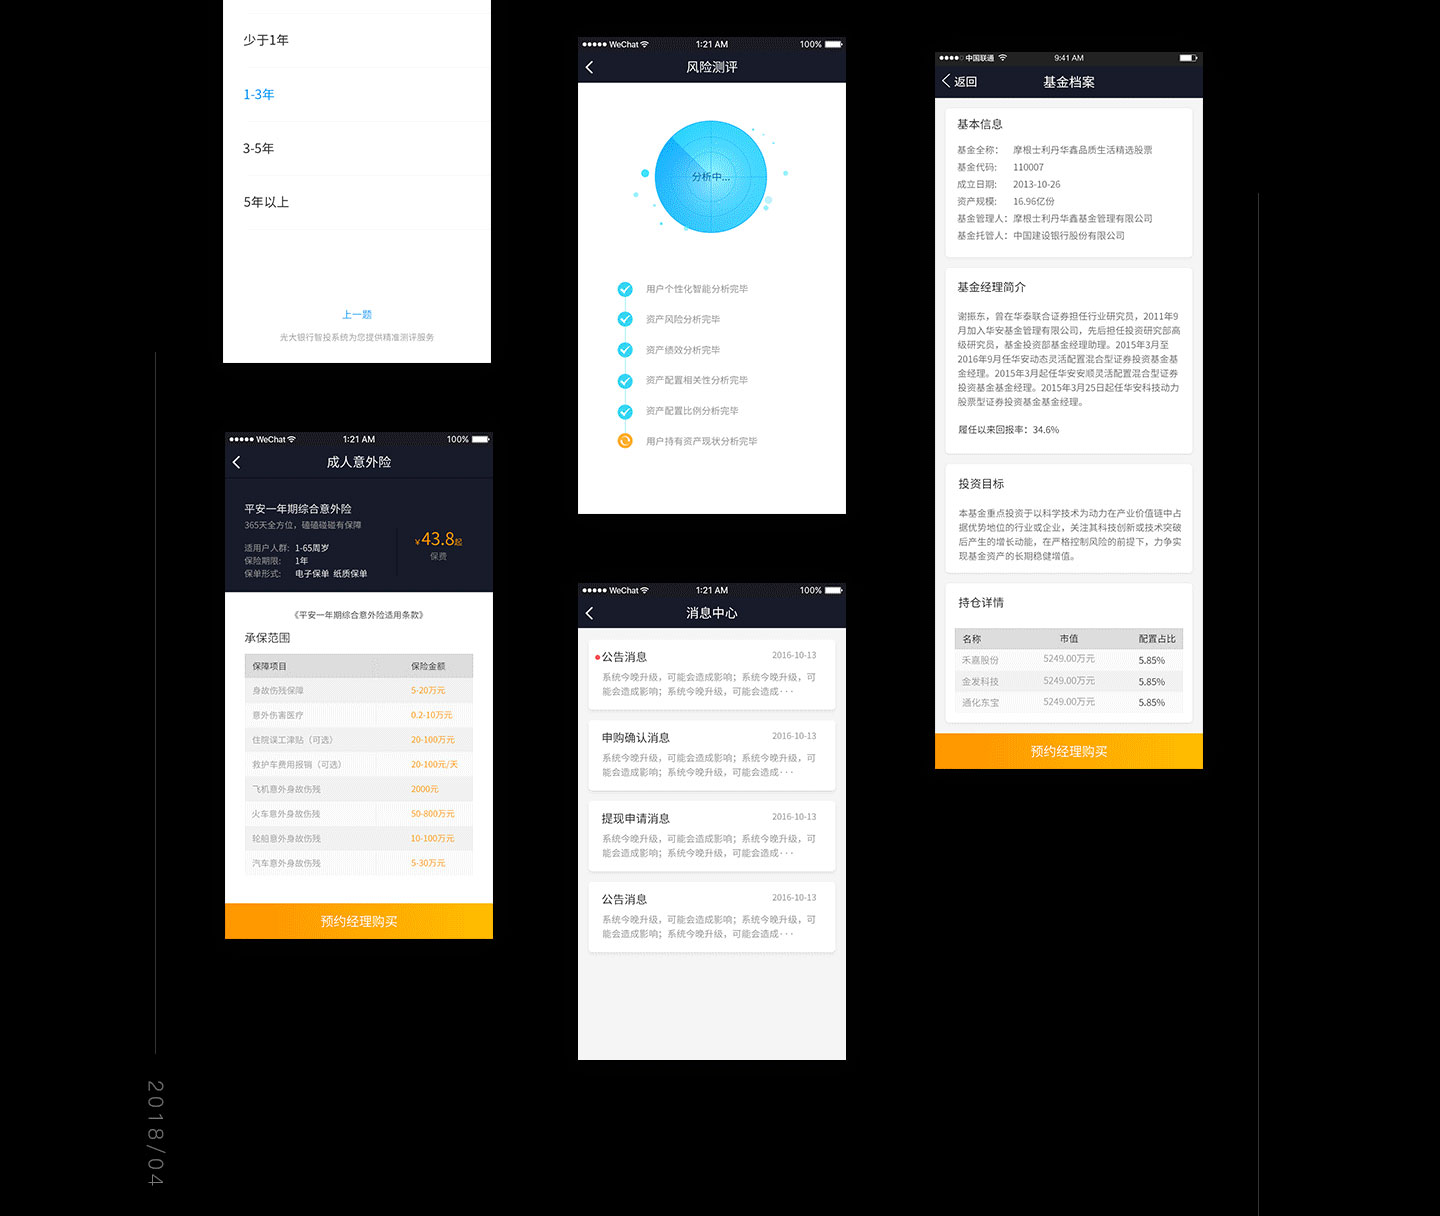 少于1年
1-3年
3-5年
5年以上
上一题
光大银行智投系统为您提供精准测评服务
WeChat 1:21 AM 100%
成人意外险
平安一年期综合意外险
365天全方位，磕磕碰碰有保障
适用户人群: 1-65周岁
保险期限: 1年
保单形式: 电子保单 纸质保单
¥43.8起
保费
《平安一年期综合意外险适用条款》
承保范围
保障项目 保险金额
身故伤残保障 5-20万元
意外伤害医疗 0.2-10万元
住院误工津贴（可选） 20-100万元
救护车费用报销（可选） 20-100元/天
飞机意外身故伤残 2000元
火车意外身故伤残 50-800万元
轮船意外身故伤残 10-100万元
汽车意外身故伤残 5-30万元
预约经理购买
2018/04
WeChat 1:21 AM 100%
风险测评
分析中...
用户个性化智能分析完毕
资产风险分析完毕
资产绩效分析完毕
资产配置相关性分析完毕
资产配置比例分析完毕
用户持有资产现状分析完毕
WeChat 1:21 AM 100%
消息中心
公告消息 2016-10-13
系统今晚升级，可能会造成影响；系统今晚升级，可
能会造成影响；系统今晚升级，可能会造成···
申购确认消息 2016-10-13
系统今晚升级，可能会造成影响；系统今晚升级，可
能会造成影响；系统今晚升级，可能会造成···
提现申请消息 2016-10-13
系统今晚升级，可能会造成影响；系统今晚升级，可
能会造成影响；系统今晚升级，可能会造成···
公告消息 2016-10-13
系统今晚升级，可能会造成影响；系统今晚升级，可
能会造成影响；系统今晚升级，可能会造成···
中国联通 9:41 AM
返回 基金档案
基本信息
基金全称： 摩根士利丹华鑫品质生活精选股票
基金代码: 110007
成立日期: 2013-10-26
资产规模: 16.96亿份
基金管理人：摩根士利丹华鑫基金管理有限公司
基金托管人：中国建设银行股份有限公司
基金经理简介
谢振东，曾在华泰联合证券担任行业研究员，2011年9
月加入华安基金管理有限公司，先后担任投资研究部高
级研究员，基金投资部基金经理助理。2015年3月至
2016年9月任华安动态灵活配置混合型证券投资基金基
金经理。2015年3月起任华安安顺灵活配置混合型证券
投资基金基金经理。2015年3月25日起任华安科技动力
股票型证券投资基金基金经理。
履任以来回报率：34.6%
投资目标
本基金重点投资于以科学技术为动力在产业价值链中占
据优势地位的行业或企业，关注其科技创新或技术突破
后产生的增长动能，在严格控制风险的前提下，力争实
现基金资产的长期稳健增值。
持仓详情
名称 市值 配置占比
禾嘉股份 5249.00万元 5.85%
金发科技 5249.00万元 5.85%
通化东宝 5249.00万元 5.85%
预约经理购买